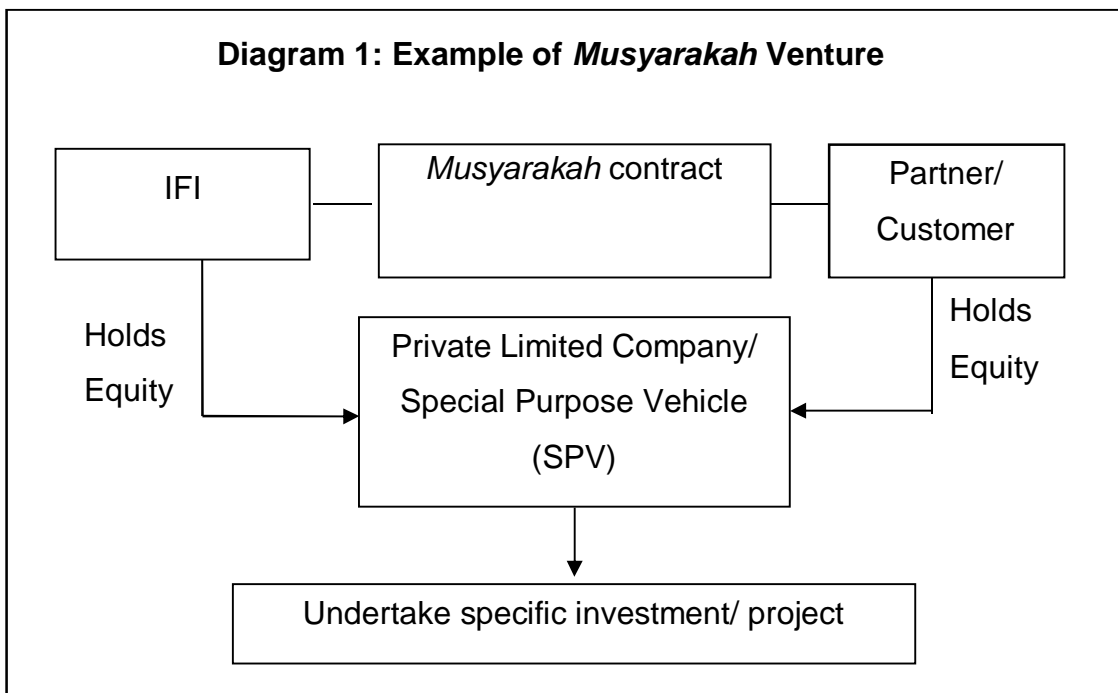 Diagram 1: Example of Musyarakah Venture
IFI
Musyarakah contract
Partner/
Customer
Holds
Equity
Private Limited Company/
Special Purpose Vehicle
(SPV)
Holds
Equity
Undertake specific investment/ project